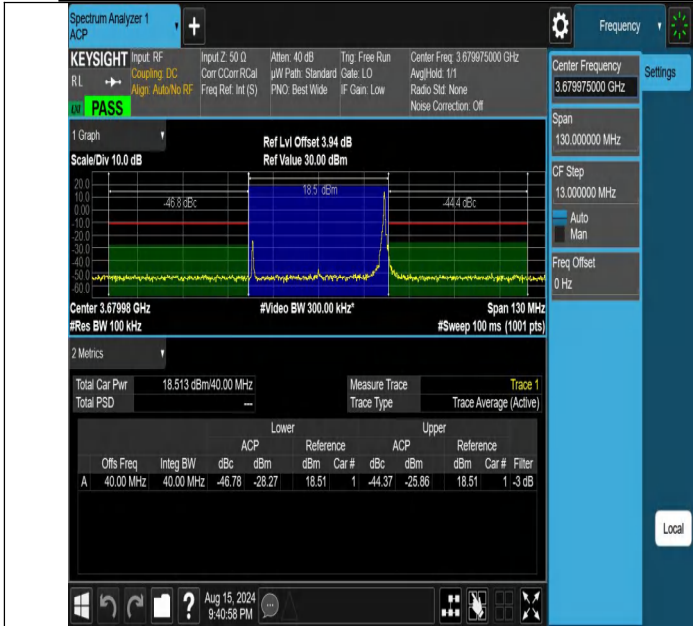 Spectrum Analyzer 1
ACP
Frequency
KEYSIGHT
RL
PASS
Input: RF
Coupling: DC
Align: Auto/No RF
Input Z: 50 Ω
Corr CCorr RCal
Freq Ref: Int (S)
Atten: 40 dB
µW Path: Standard
PNO: Best Wide
Trig: Free Run
Gate: LO
IF Gain: Low
Center Freq: 3.679975000 GHz
Avg|Hold: 1/1
Radio Std: None
Noise Correction: Off
Center Frequency
3.679975000 GHz
Settings
Span
130.000000 MHz
CF Step
13.000000 MHz
Auto
Man
Freq Offset
0 Hz
Local
1 Graph
Scale/Div 10.0 dB
Ref Lvl Offset 3.94 dB
Ref Value 30.00 dBm
20.0
10.0
0.00
-10.0
-20.0
-30.0
-40.0
-50.0
-60.0
-46.8 dBc
18.5 dBm
-44.4 dBc
Center 3.67998 GHz
#Video BW 300.00 kHz*
Span 130 MHz
#Res BW 100 kHz
#Sweep 100 ms (1001 pts)
2 Metrics
Total Car Pwr 18.513 dBm/40.00 MHz
Total PSD ---
Measure Trace Trace 1
Trace Type Trace Average (Active)
Lower Upper
ACP Reference ACP Reference
Offs Freq Integ BW dBc dBm dBm Car # dBc dBm dBm Car # Filter
A 40.00 MHz 40.00 MHz -46.78 -28.27 18.51 1 -44.37 -25.86 18.51 1 -3 dB
?
Aug 15, 2024
9:40:58 PM